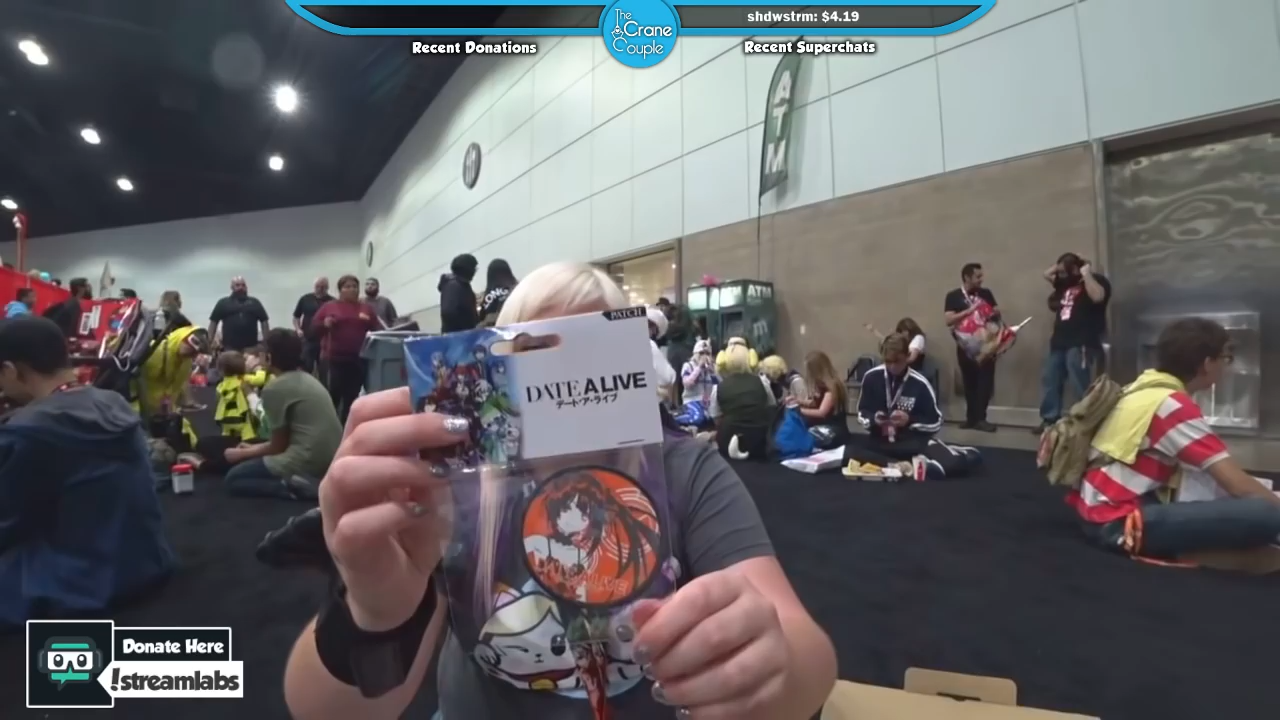 The
Crane
Couple
shdwstrm: $4.19
Recent Donations
Recent Superchats
ATM
PATCH
DATE A LIVE
デート・ア・ライブ
Donate Here
!streamlabs